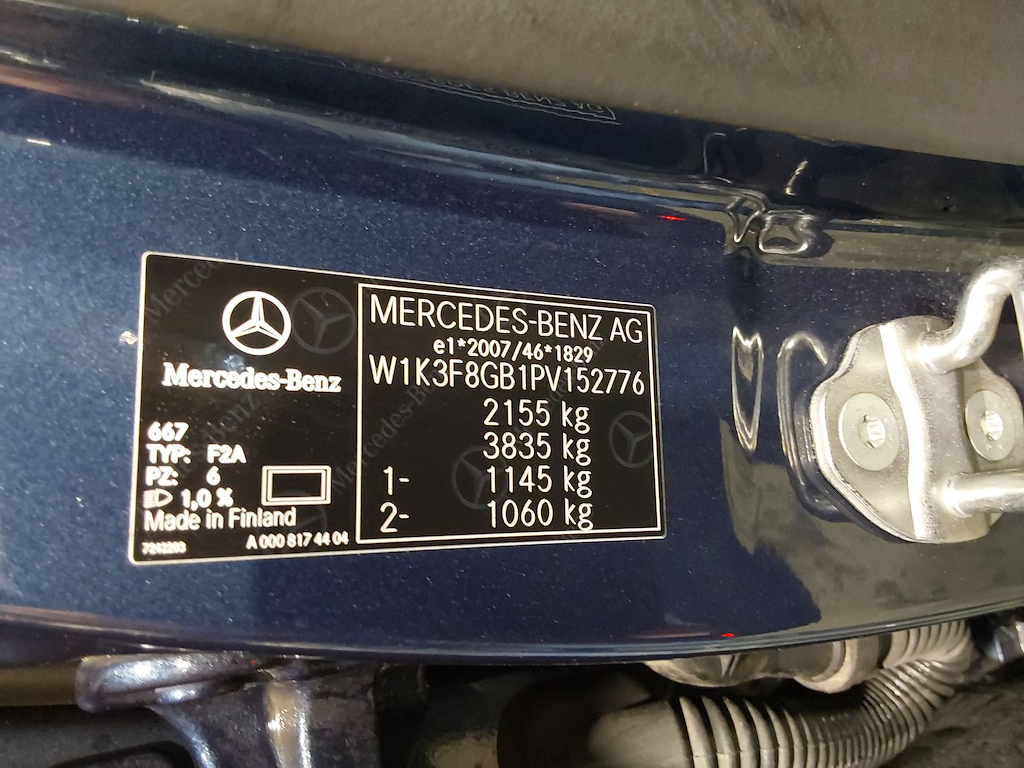 Mercedes-Benz
667
TYP: F2A
PZ: 6
1,0 %
Made in Finland
7242203
A 000 817 44 04
MERCEDES-BENZ AG
e1*2007/46*1829
W1K3F8GB1PV152776
2155 kg
3835 kg
1- 1145 kg
2- 1060 kg